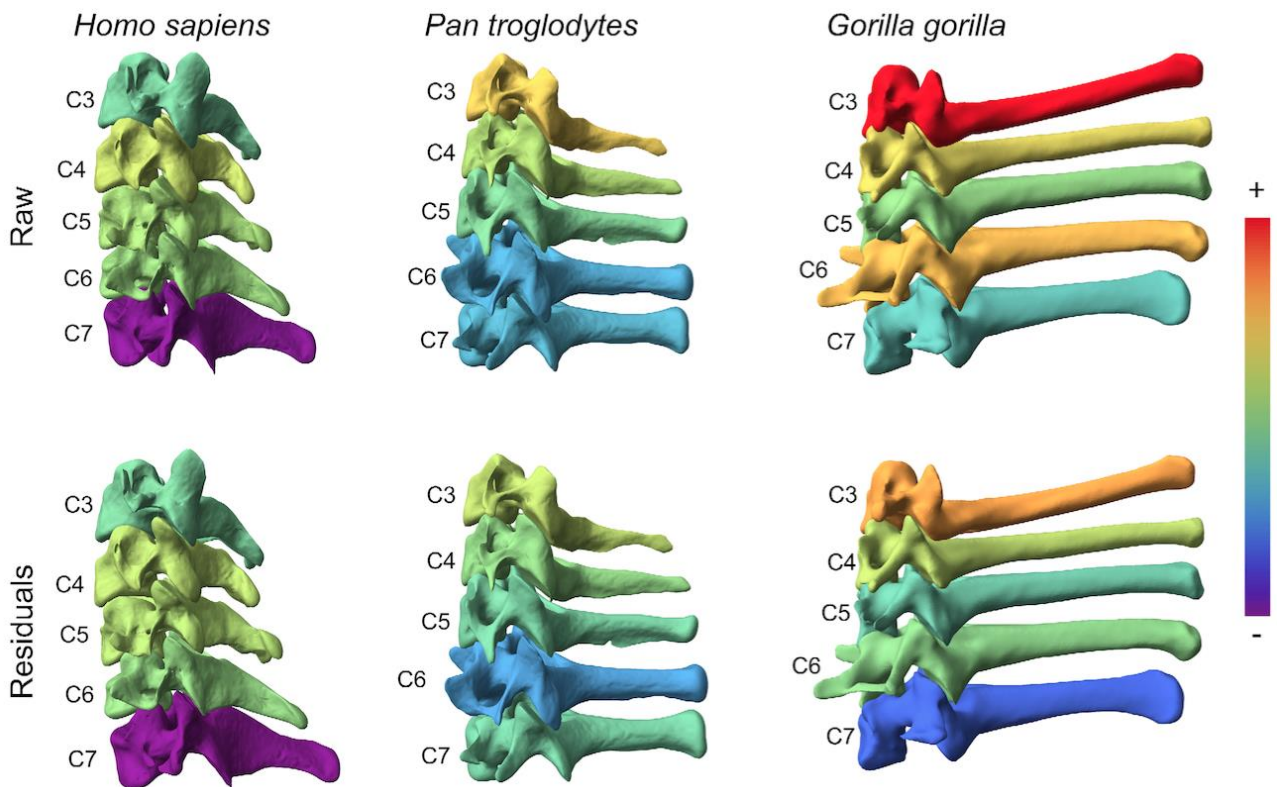 Homo sapiens
Pan troglodytes
Gorilla gorilla
Raw
C3
C4
C5
C6
C7
C3
C4
C5
C6
C7
C3
C4
C5
C6
C7
+
-
Residuals
C3
C4
C5
C6
C7
C3
C4
C5
C6
C7
C3
C4
C5
C6
C7